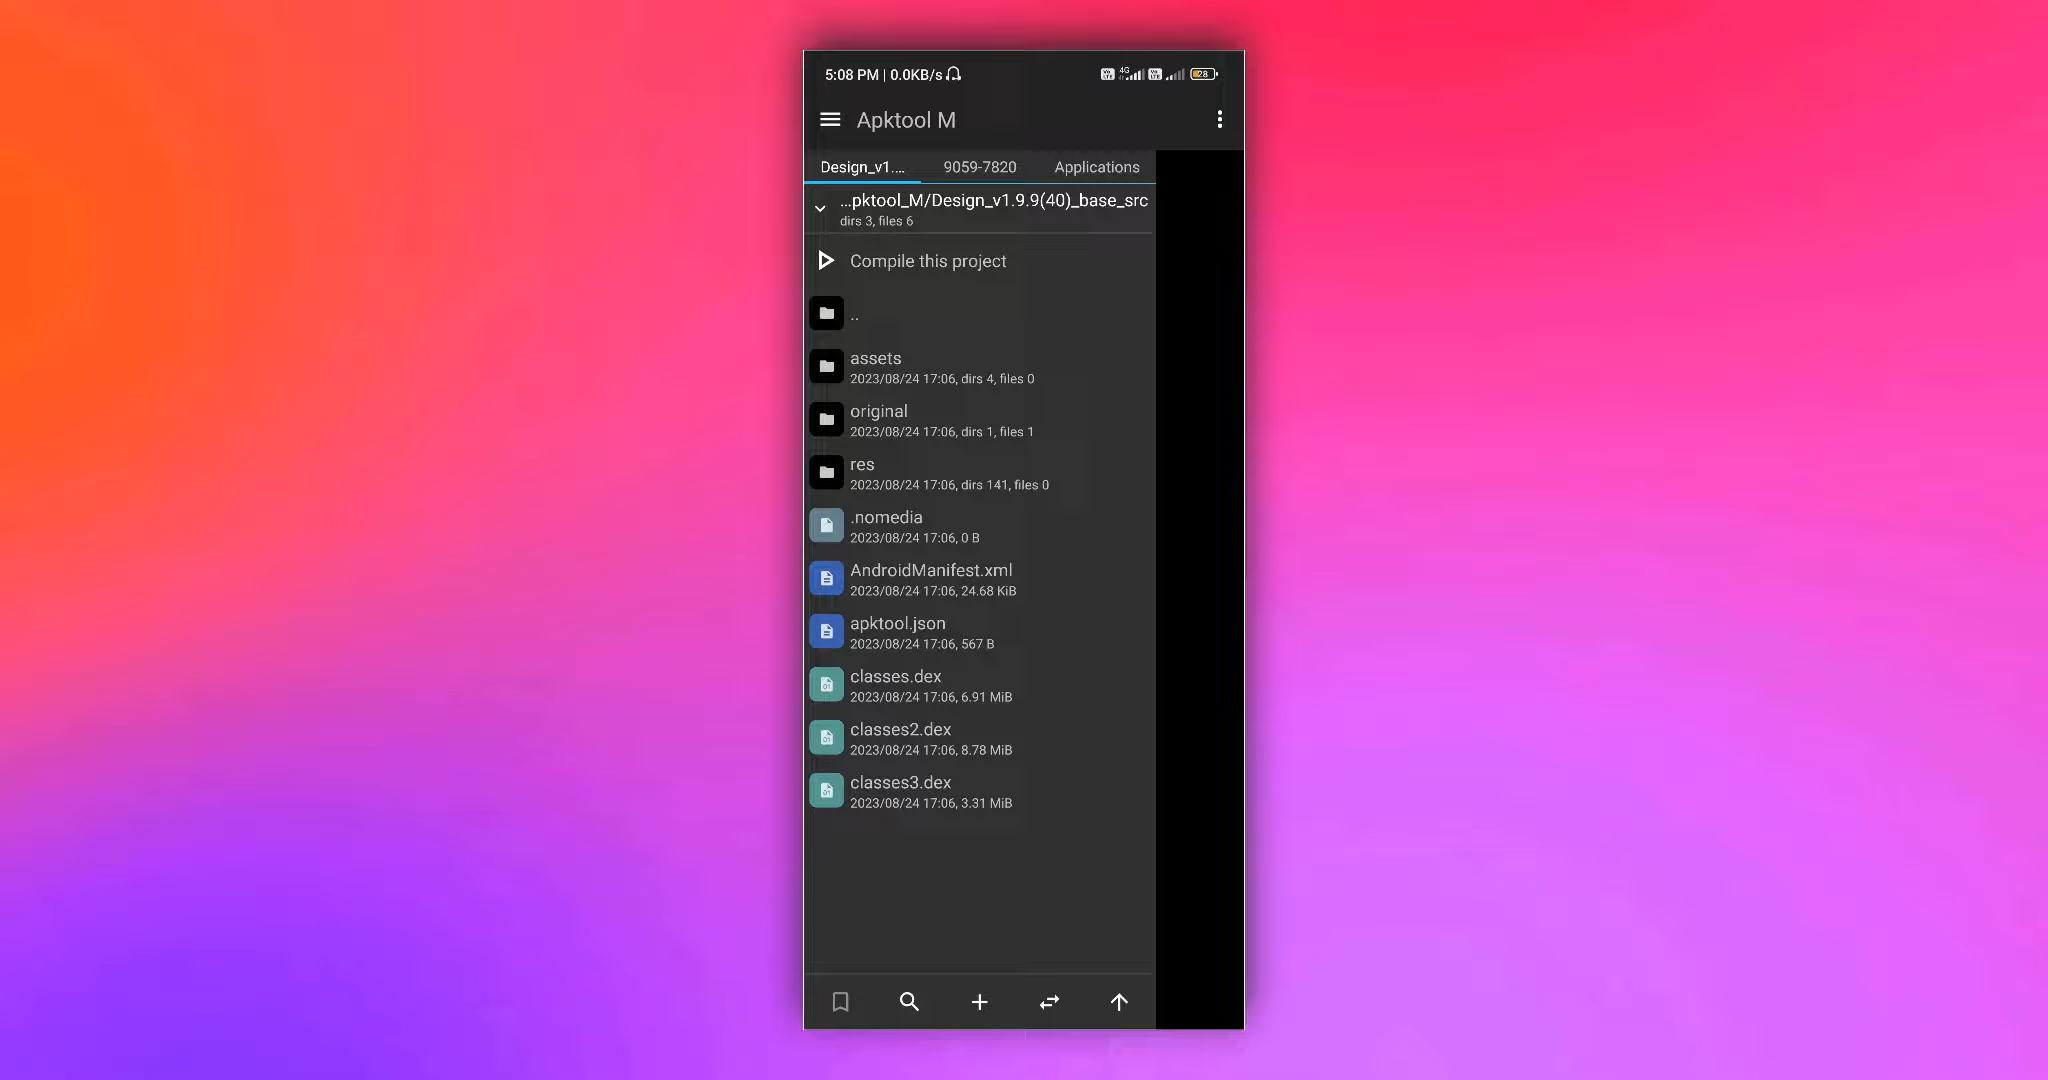 5:08 PM | 0.0KB/s
4G
28
Apktool M
Design_v1.... 9059-7820 Applications
...pktool_M/Design_v1.9.9(40)_base_src
dirs 3, files 6
Compile this project
..
assets
2023/08/24 17:06, dirs 4, files 0
original
2023/08/24 17:06, dirs 1, files 1
res
2023/08/24 17:06, dirs 141, files 0
.nomedia
2023/08/24 17:06, 0 B
AndroidManifest.xml
2023/08/24 17:06, 24.68 KiB
apktool.json
2023/08/24 17:06, 567 B
classes.dex
2023/08/24 17:06, 6.91 MiB
classes2.dex
2023/08/24 17:06, 8.78 MiB
classes3.dex
2023/08/24 17:06, 3.31 MiB